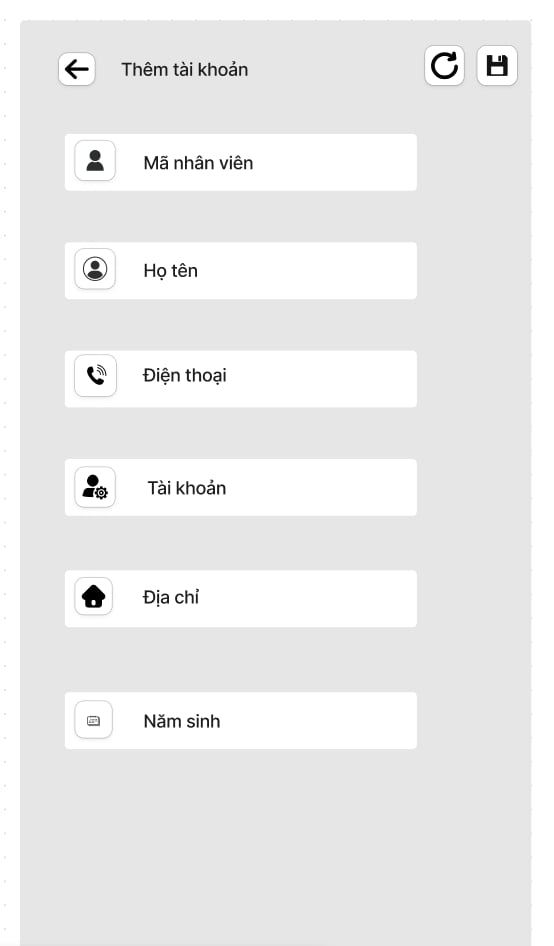 Thêm tài khoản
Mã nhân viên
Họ tên
Điện thoại
Tài khoản
Địa chỉ
Năm sinh